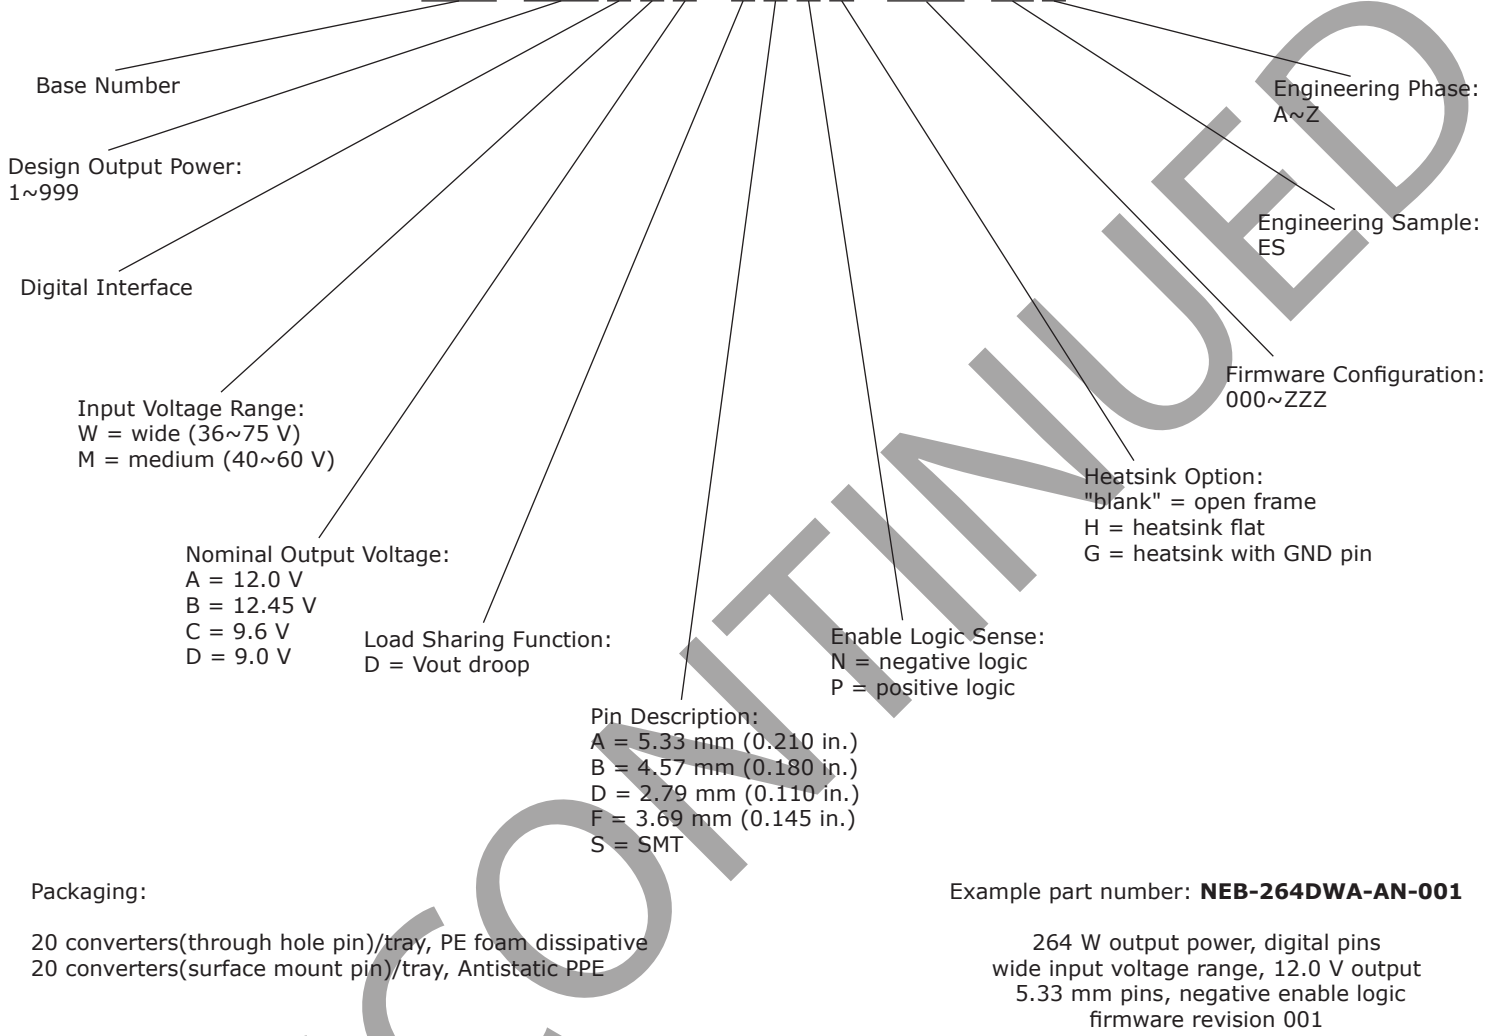 Base Number
Design Output Power:
1~999
Digital Interface
Input Voltage Range:
W = wide (36~75 V)
M = medium (40~60 V)
Nominal Output Voltage:
A = 12.0 V
B = 12.45 V
C = 9.6 V
D = 9.0 V
Load Sharing Function:
D = Vout droop
Pin Description:
A = 5.33 mm (0.210 in.)
B = 4.57 mm (0.180 in.)
D = 2.79 mm (0.110 in.)
F = 3.69 mm (0.145 in.)
S = SMT
Enable Logic Sense:
N = negative logic
P = positive logic
Heatsink Option:
"blank" = open frame
H = heatsink flat
G = heatsink with GND pin
Firmware Configuration:
000~ZZZ
Engineering Sample:
ES
Engineering Phase:
A~Z
Packaging:
20 converters(through hole pin)/tray, PE foam dissipative
20 converters(surface mount pin)/tray, Antistatic PPE
Example part number: NEB-264DWA-AN-001
264 W output power, digital pins
wide input voltage range, 12.0 V output
5.33 mm pins, negative enable logic
firmware revision 001
CONTINUED